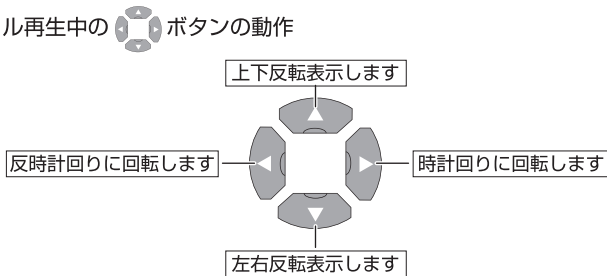 ル再生中の ボタンの動作
上下反転表示します
反時計回りに回転します
時計回りに回転します
左右反転表示します